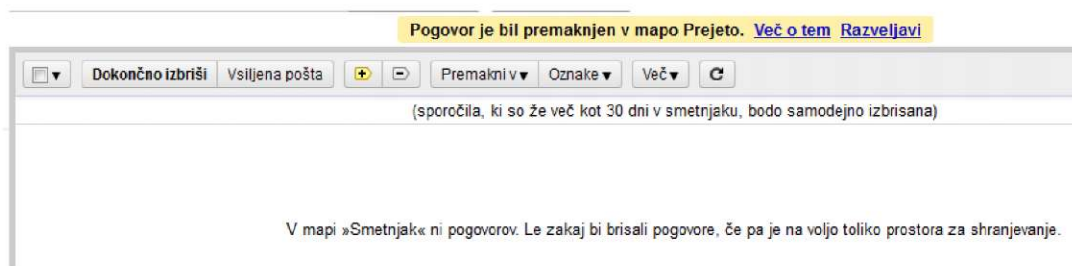 Pogovor je bil premaknjen v mapo Prejeto. Več o tem Razveljavi
Dokončno izbriši Vsiljena pošta Premakni v Oznake Več
(sporočila, ki so že več kot 30 dni v smetnjaku, bodo samodejno izbrisana)
V mapi »Smetnjak« ni pogovorov. Le zakaj bi brisali pogovore, če pa je na voljo toliko prostora za shranjevanje.